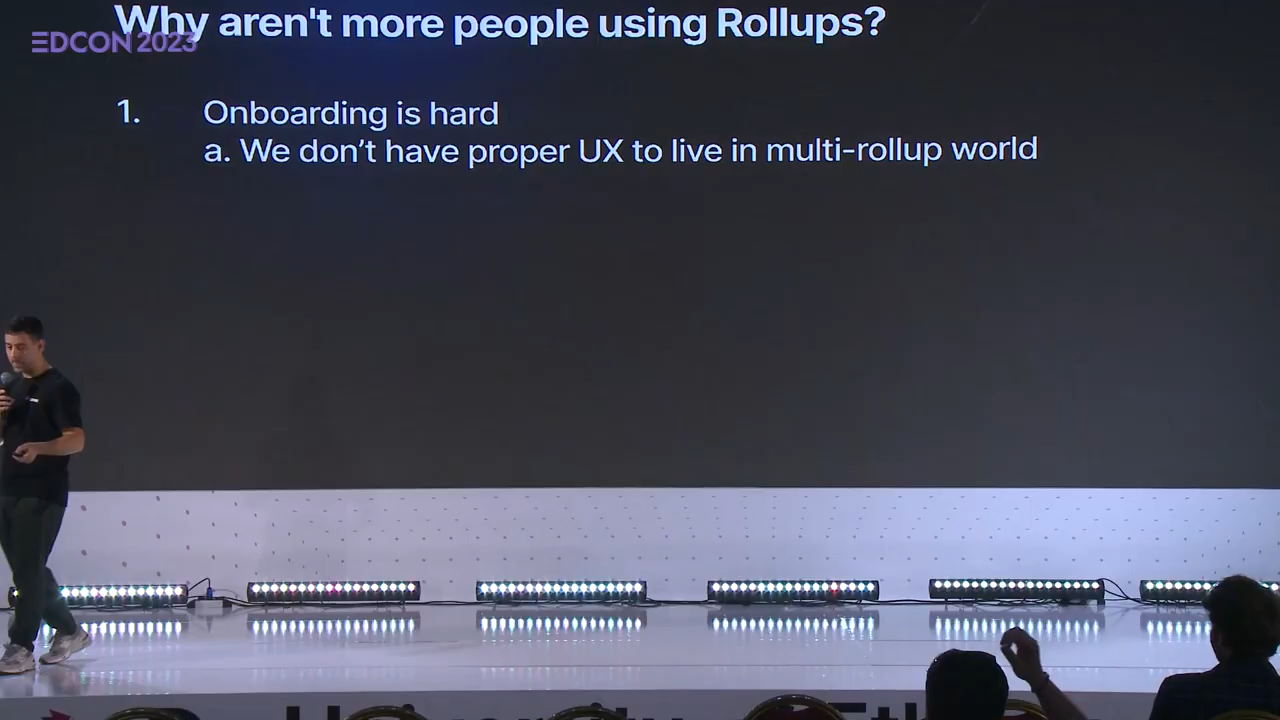 Why aren't more people using Rollups?
EDCON 2023
1. Onboarding is hard
a. We don’t have proper UX to live in multi-rollup world